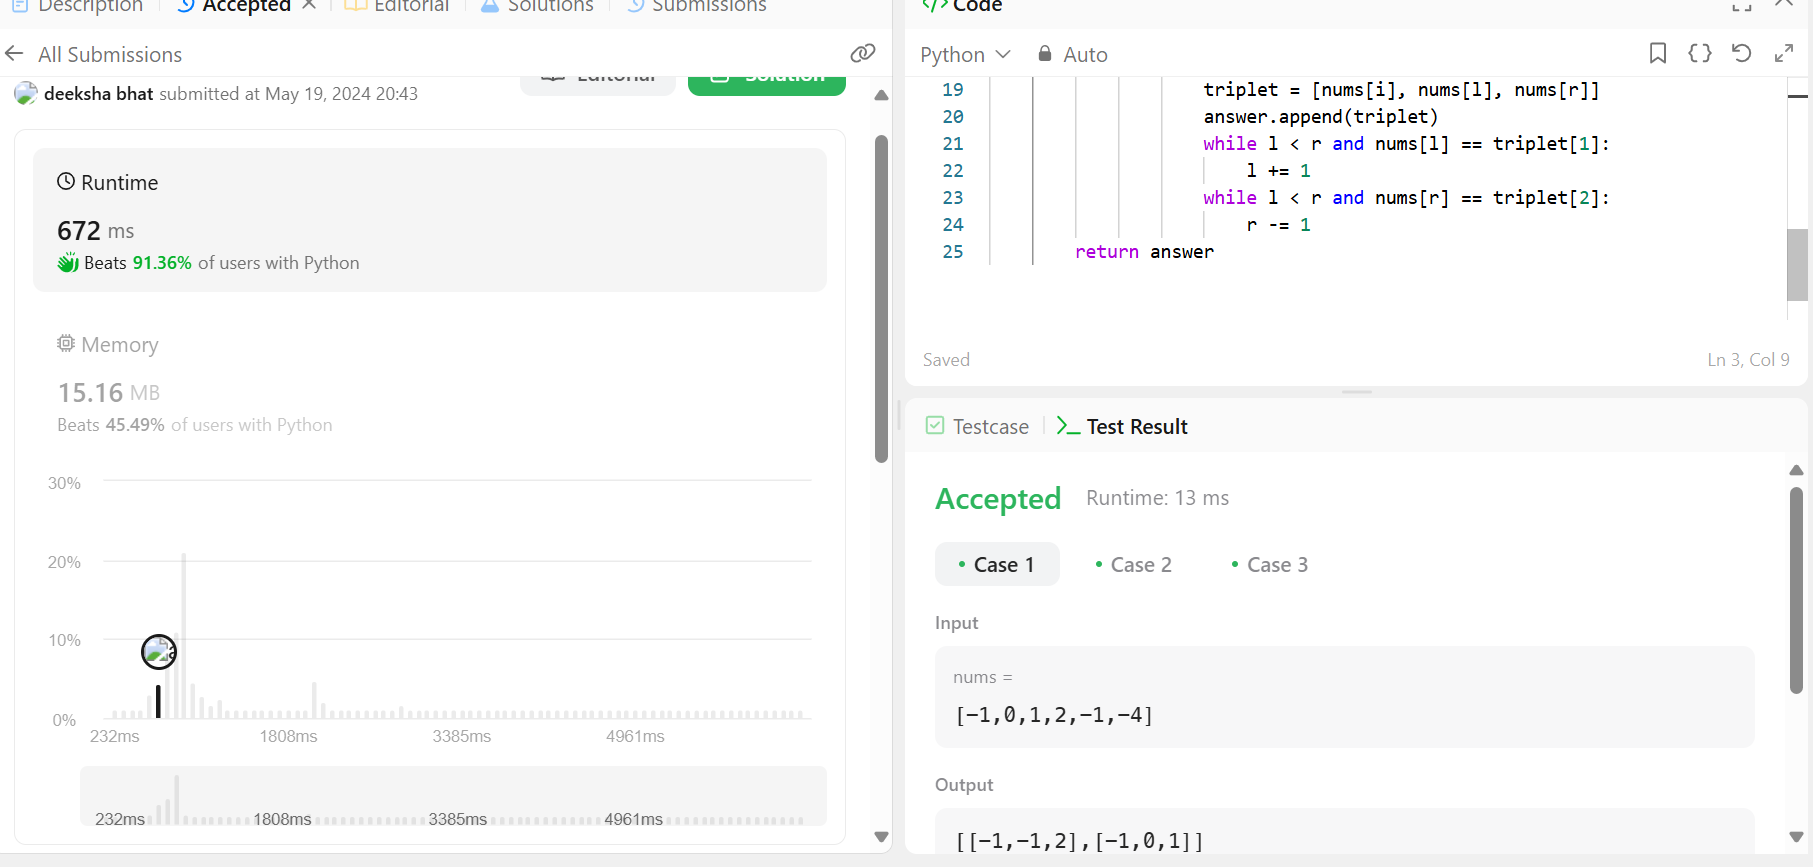 Description
Accepted
Editorial
Solutions
Submissions
All Submissions
Editorial
Solution
deeksha bhat submitted at May 19, 2024 20:43
Runtime
672 ms
Beats 91.36% of users with Python
Memory
15.16 MB
Beats 45.49% of users with Python
30%
20%
10%
0%
232ms 1808ms 3385ms 4961ms
232ms 1808ms 3385ms 4961ms
</> Code
Python Auto
19 triplet = [nums[i], nums[l], nums[r]]
20 answer.append(triplet)
21 while l < r and nums[l] == triplet[1]:
22 l += 1
23 while l < r and nums[r] == triplet[2]:
24 r -= 1
25 return answer
Saved
Ln 3, Col 9
Testcase
Test Result
Accepted Runtime: 13 ms
Case 1 Case 2 Case 3
Input
nums =
[-1,0,1,2,-1,-4]
Output
[[-1,-1,2],[-1,0,1]]